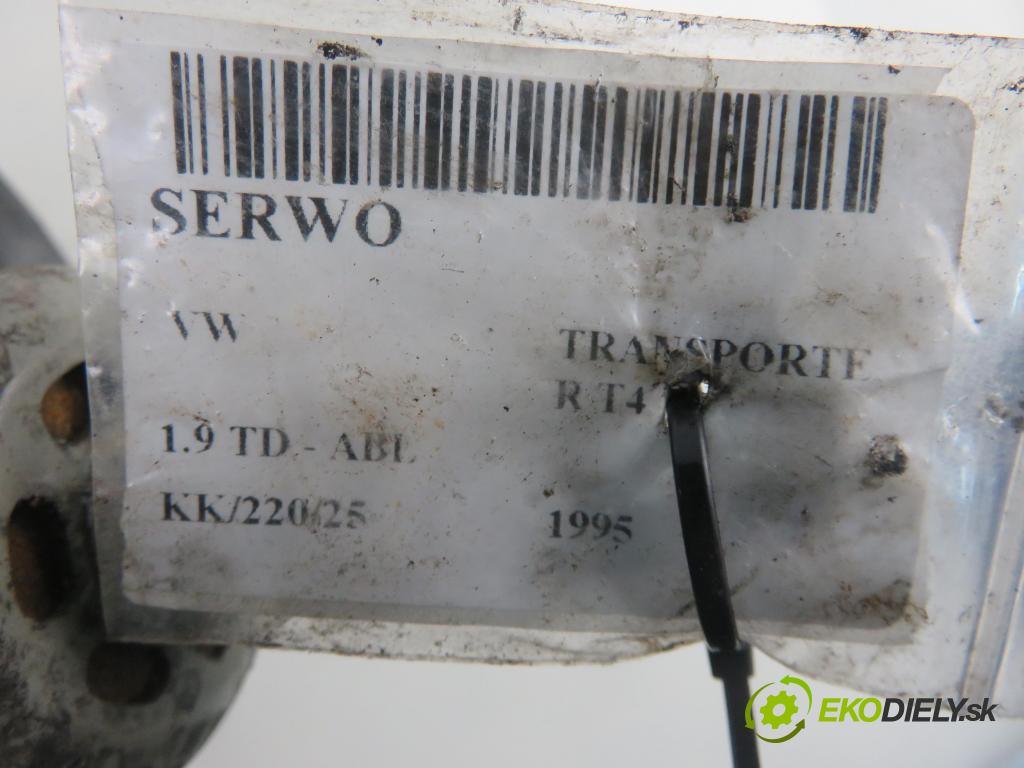 SERWO
VW
TRANSPORTE
R T4
1.9 TD - ABL
KK/220/25
1995
EKODIELY.sk